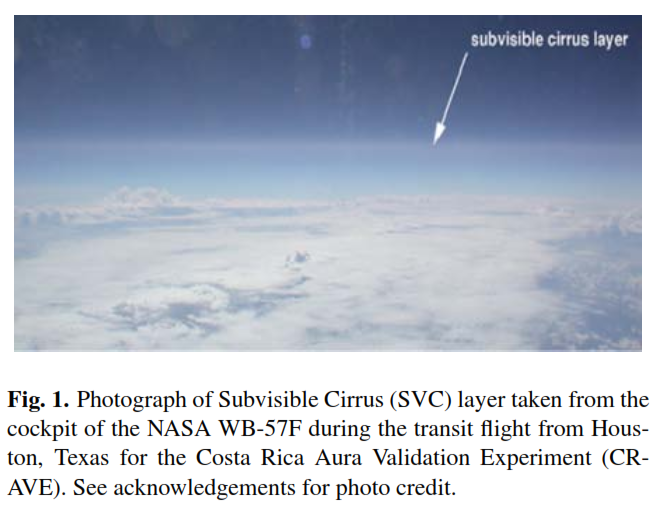 subvisible cirrus layer
Fig. 1. Photograph of Subvisible Cirrus (SVC) layer taken from the
cockpit of the NASA WB-57F during the transit flight from Hous-
ton, Texas for the Costa Rica Aura Validation Experiment (CR-
AVE). See acknowledgements for photo credit.